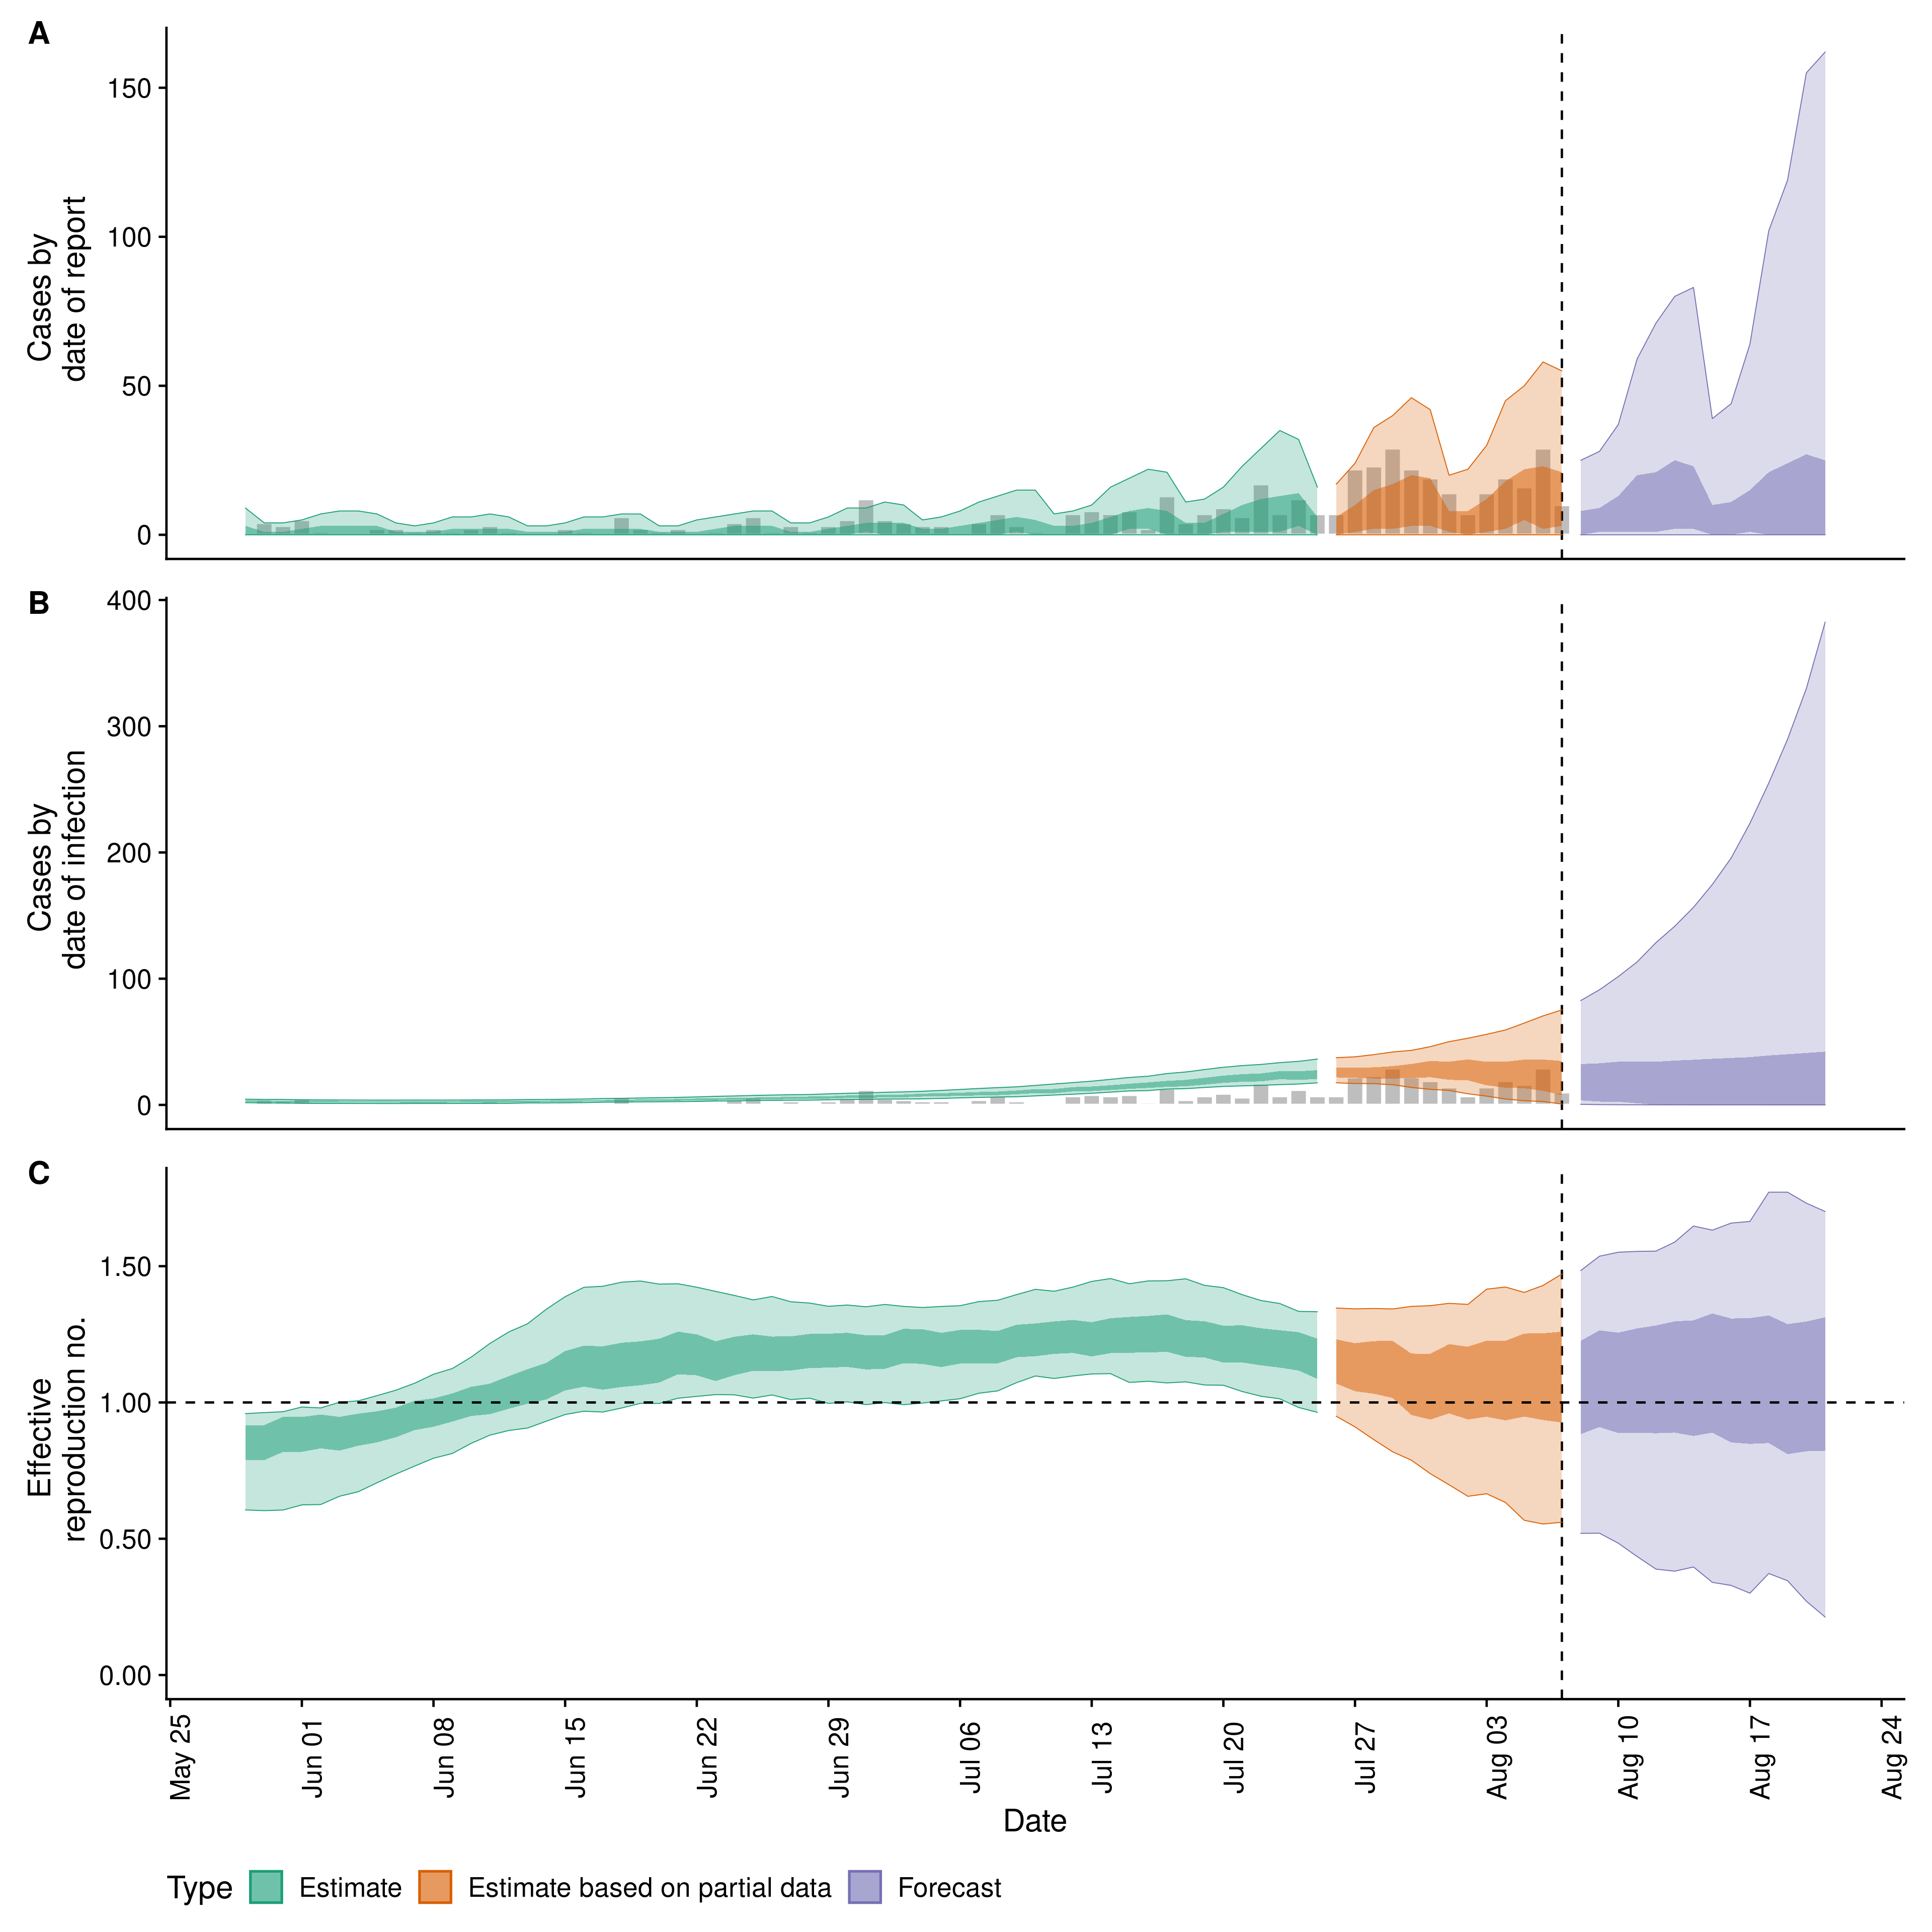 A
Cases by
date of report
150
100
50
0
B
Cases by
date of infection
400
300
200
100
0
C
Effective
reproduction no.
1.50
1.00
0.50
0.00
May 25
Jun 01
Jun 08
Jun 15
Jun 22
Jun 29
Jul 06
Jul 13
Jul 20
Jul 27
Aug 03
Aug 10
Aug 17
Aug 24
Date
Type Estimate Estimate based on partial data Forecast